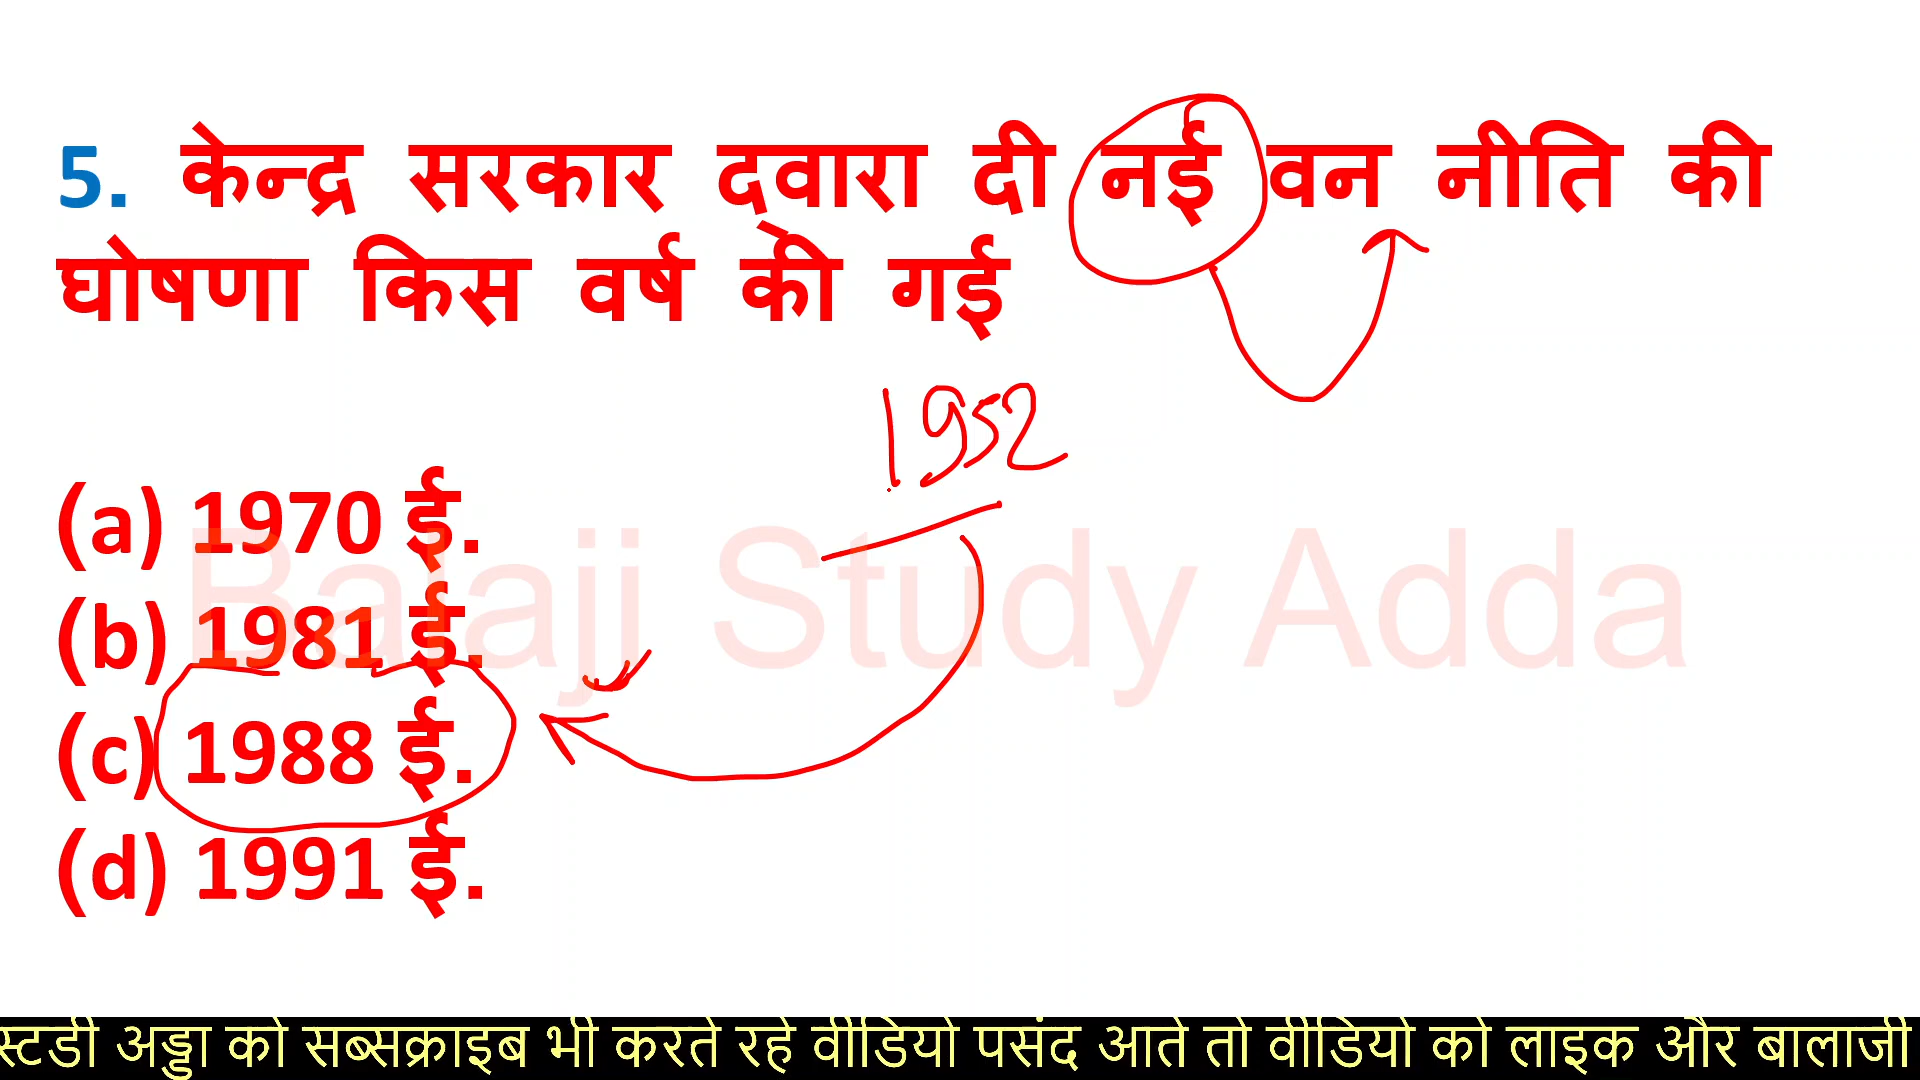 5. केन्द्र सरकार दवारा दी नई वन नीति की
घोषणा किस वर्ष की गई
1952
(a) 1970 ई.
(b) 1981 ई.
(c) 1988 ई.
(d) 1991 ई.
Balaji Study Adda
स्टडी अड्डा को सब्सक्राइब भी करते रहे वीडियो पसंद आते तो वीडियो को लाइक और बालाजी